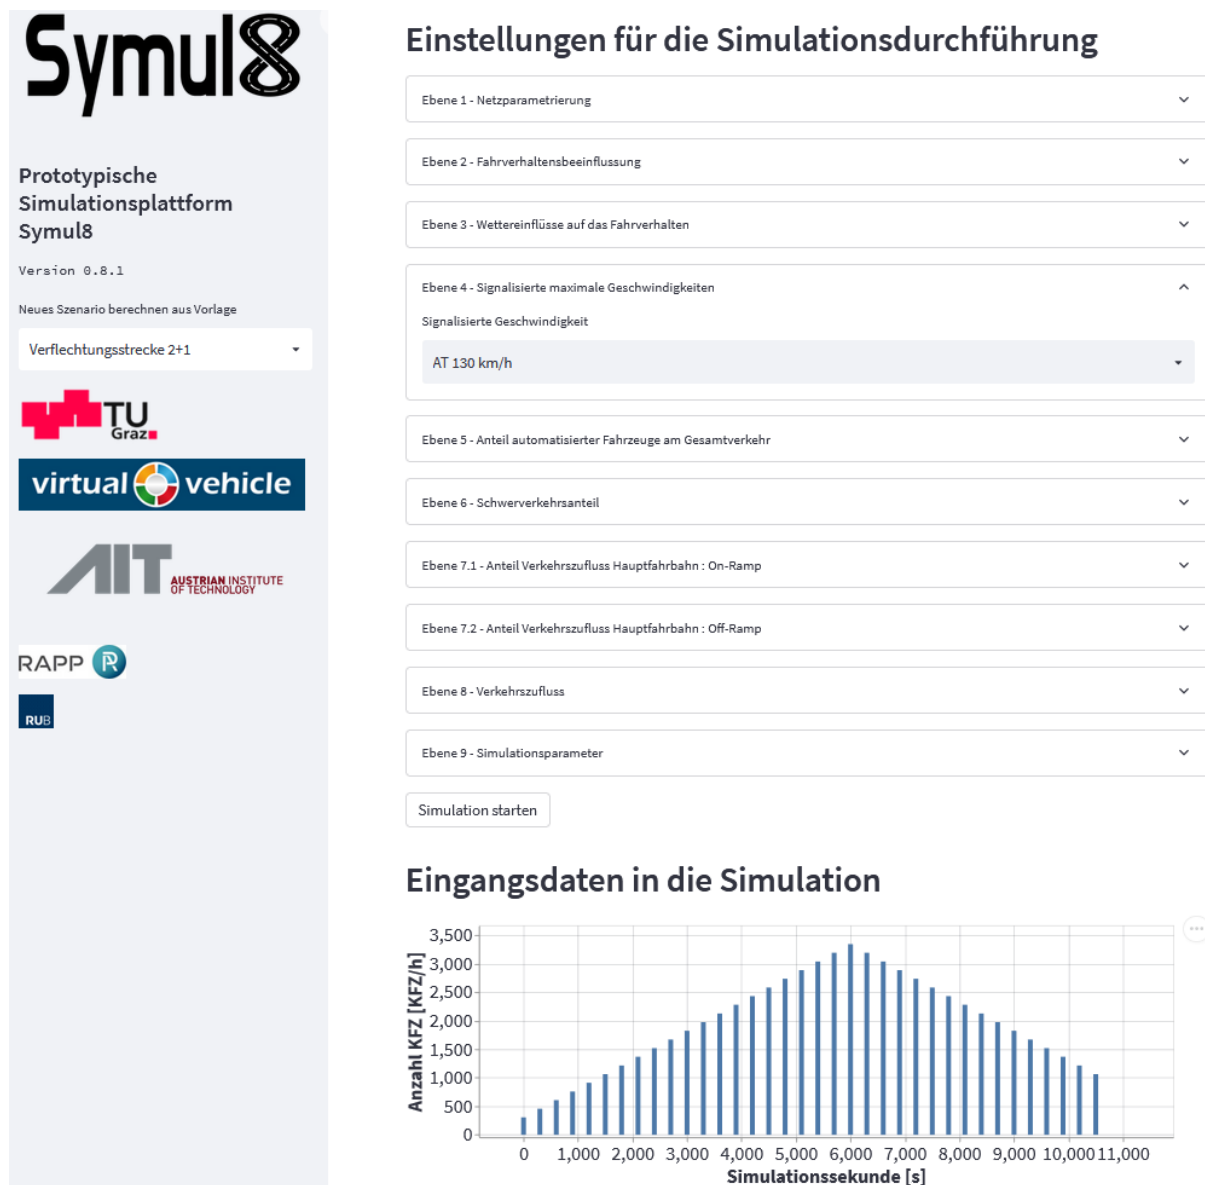 Symul8
Prototypische
Simulationsplattform
Symul8
Version 0.8.1
Neues Szenario berechnen aus Vorlage
Verflechtungsstrecke 2+1
TU
Graz
virtual vehicle
AIT
AUSTRIAN INSTITUTE
OF TECHNOLOGY
RAPP R
RUB
Einstellungen für die Simulationsdurchführung
Ebene 1 - Netzparametrierung
Ebene 2 - Fahrverhaltensbeeinflussung
Ebene 3 - Wettereinflüsse auf das Fahrverhalten
Ebene 4 - Signalisierte maximale Geschwindigkeiten
Signalisierte Geschwindigkeit
AT 130 km/h
Ebene 5 - Anteil automatisierter Fahrzeuge am Gesamtverkehr
Ebene 6 - Schwerverkehrsanteil
Ebene 7.1 - Anteil Verkehrszufluss Hauptfahrbahn : On-Ramp
Ebene 7.2 - Anteil Verkehrszufluss Hauptfahrbahn : Off-Ramp
Ebene 8 - Verkehrszufluss
Ebene 9 - Simulationsparameter
Simulation starten
Eingangsdaten in die Simulation
Anzahl KFZ [KFZ/h]
3,500
3,000
2,500
2,000
1,500
1,000
500
0
0 1,000 2,000 3,000 4,000 5,000 6,000 7,000 8,000 9,000 10,000 11,000
Simulationssekunde [s]